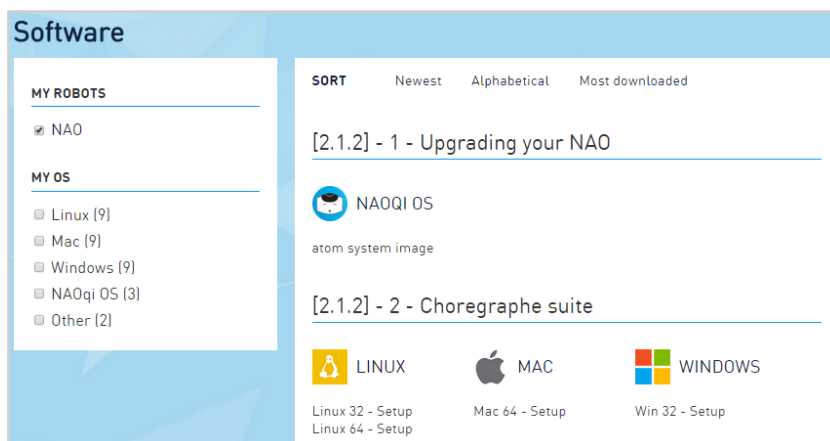 Software
MY ROBOTS
NAO
MY OS
Linux (9)
Mac (9)
Windows (9)
NAOqi OS (3)
Other (2)
SORT Newest Alphabetical Most downloaded
[2.1.2] - 1 - Upgrading your NAO
NAOQI OS
atom system image
[2.1.2] - 2 - Choregraphe suite
LINUX MAC WINDOWS
Linux 32 - Setup Mac 64 - Setup Win 32 - Setup
Linux 64 - Setup